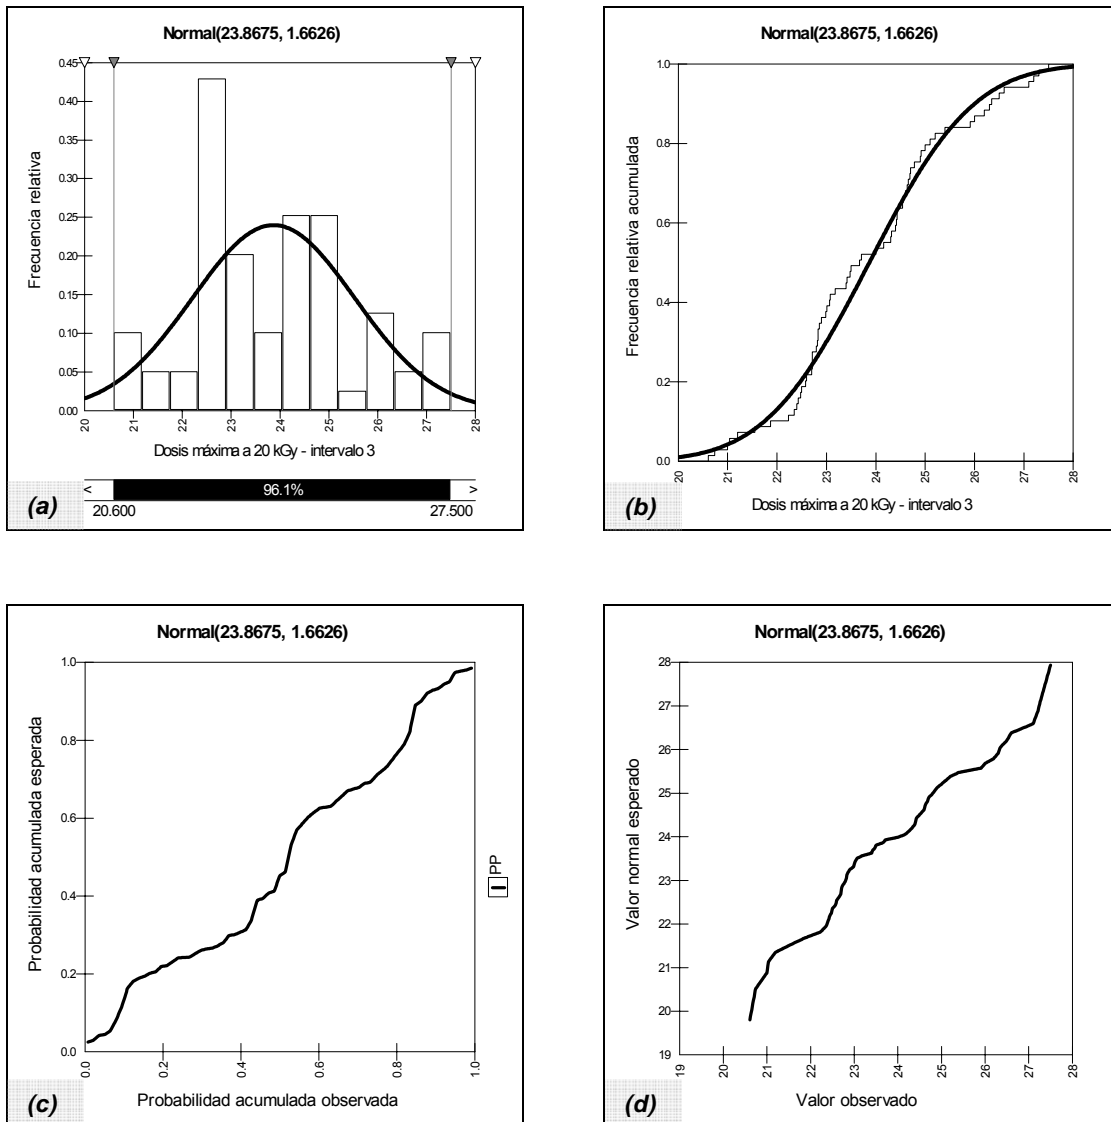 Normal(23.8675, 1.6626)
0.45
0.40
0.35
0.30
0.25
0.20
0.15
0.10
0.05
0.00
Frecuencia relativa
20 21 22 23 24 25 26 27 28
Dosis máxima a 20 kGy - intervalo 3
< 96.1% >
20.600 27.500
(a)
Normal(23.8675, 1.6626)
1.0
0.8
0.6
0.4
0.2
0.0
Frecuencia relativa acumulada
20 21 22 23 24 25 26 27 28
Dosis máxima a 20 kGy - intervalo 3
(b)
Normal(23.8675, 1.6626)
1.0
0.8
0.6
0.4
0.2
0.0
Probabilidad acumulada esperada
0.0 0.2 0.4 0.6 0.8 1.0
Probabilidad acumulada observada
PP
(c)
Normal(23.8675, 1.6626)
28
27
26
25
24
23
22
21
20
19
Valor normal esperado
19 20 21 22 23 24 25 26 27 28
Valor observado
(d)